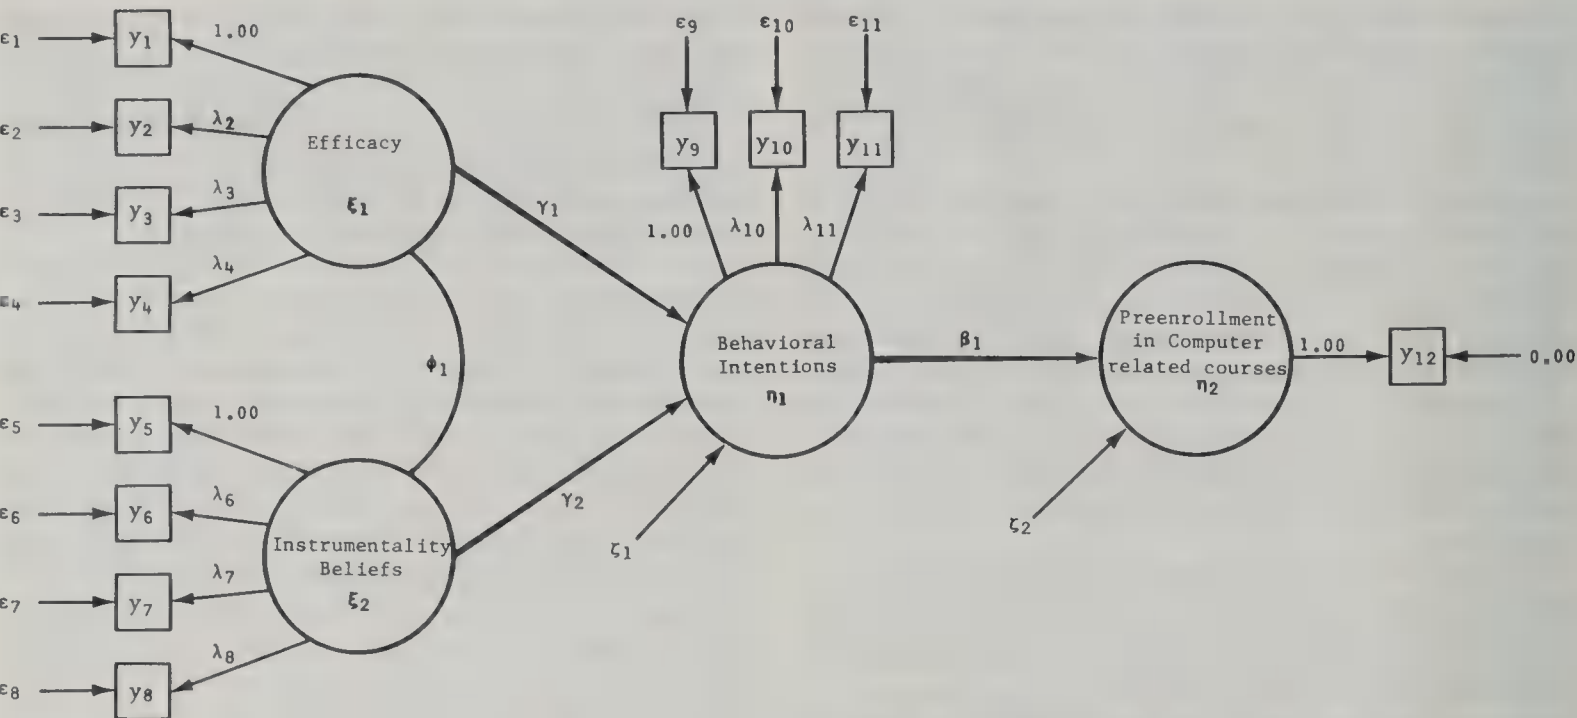 ε1 y1 1.00
ε2 y2 λ2
ε3 y3 λ3
ε4 y4 λ4
Efficacy
ξ1
ϕ1
ε5 y5 1.00
ε6 y6 λ6
ε7 y7 λ7
ε8 y8 λ8
Instrumentality
Beliefs
ξ2
γ1
γ2
ε9 ε10 ε11
y9 y10 y11
1.00 λ10 λ11
Behavioral
Intentions
η1
ζ1
β1
Preenrollment
in Computer
related courses
η2
ζ2
1.00 y12 0.00